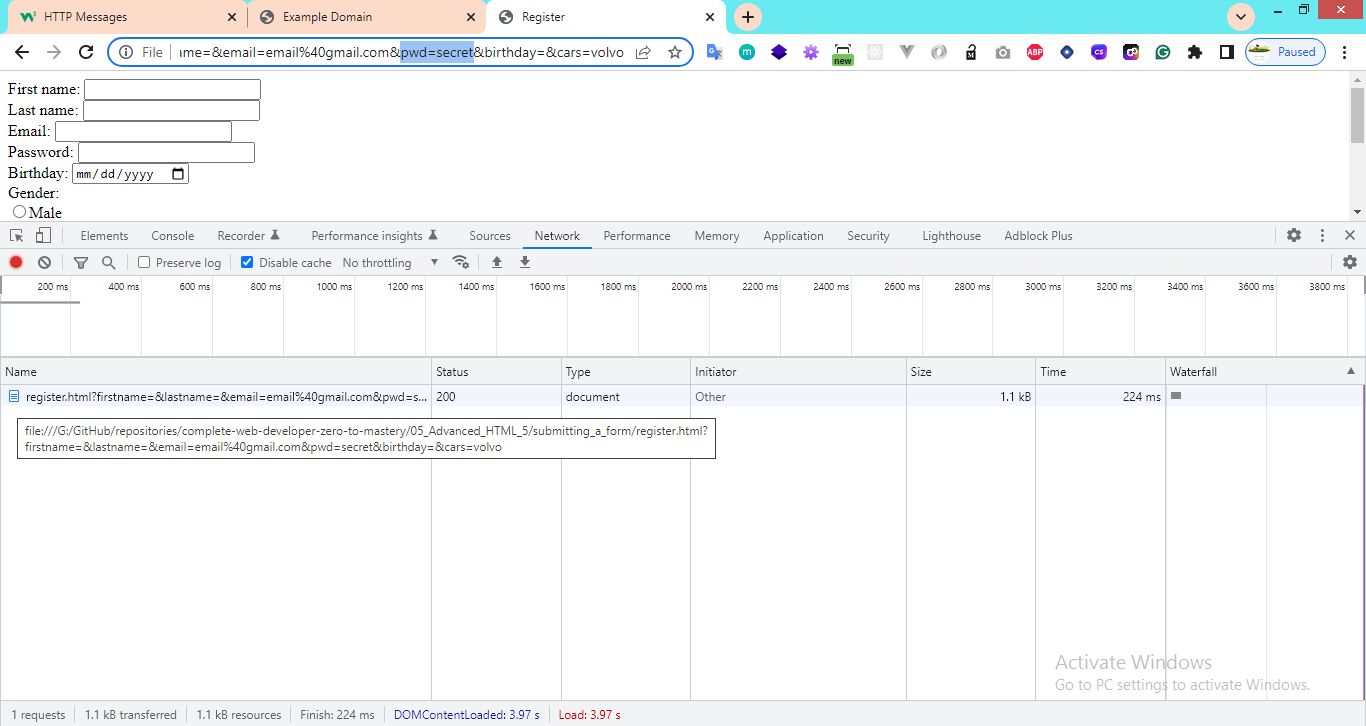 HTTP Messages
Example Domain
Register
File
ame=&email=email%40gmail.com&pwd=secret&birthday=&cars=volvo
new
ABP
CS
Paused
First name:
Last name:
Email:
Password:
Birthday: mm/dd/yyyy
Gender:
Male
Elements Console Recorder Performance insights Sources Network Performance Memory Application Security Lighthouse Adblock Plus
Preserve log Disable cache No throttling
200 ms 400 ms 600 ms 800 ms 1000 ms 1200 ms 1400 ms 1600 ms 1800 ms 2000 ms 2200 ms 2400 ms 2600 ms 2800 ms 3000 ms 3200 ms 3400 ms 3600 ms 3800 ms
Name Status Type Initiator Size Time Waterfall
register.html?firstname=&lastname=&email=email%40gmail.com&pwd=s... 200 document Other 1.1 kB 224 ms
file:///G:/GitHub/repositories/complete-web-developer-zero-to-mastery/05_Advanced_HTML_5/submitting_a_form/register.html?
firstname=&lastname=&email=email%40gmail.com&pwd=secret&birthday=&cars=volvo
Activate Windows
Go to PC settings to activate Windows.
1 requests 1.1 kB transferred 1.1 kB resources Finish: 224 ms DOMContentLoaded: 3.97 s Load: 3.97 s